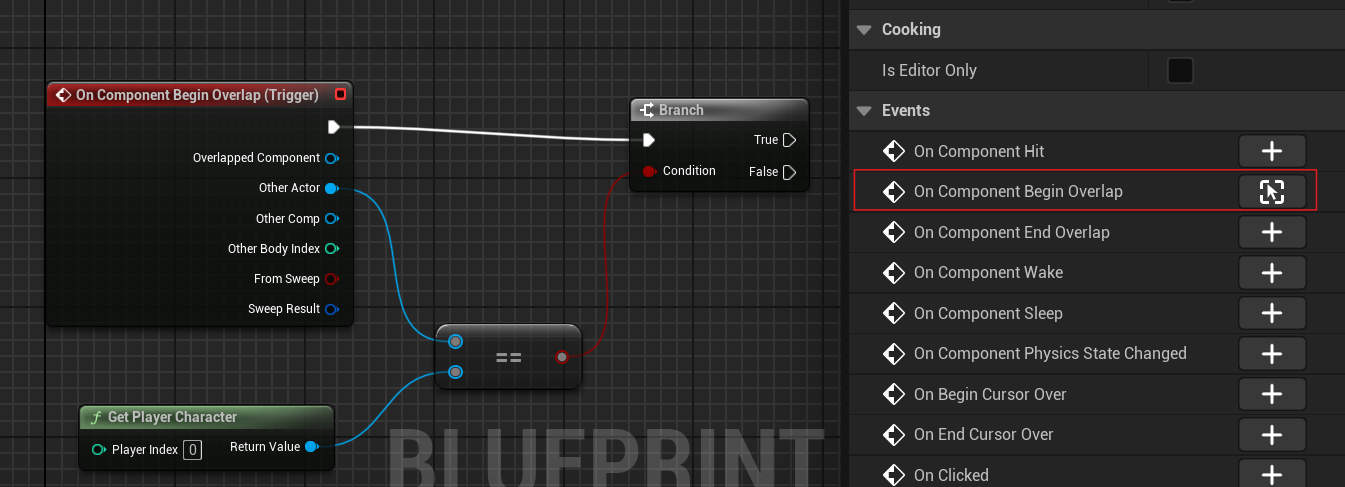 On Component Begin Overlap (Trigger)
Overlapped Component
Other Actor
Other Comp
Other Body Index
From Sweep
Sweep Result
Branch
True
Condition
False
==
f Get Player Character
Player Index 0
Return Value
BLUEPRINT
Cooking
Is Editor Only
Events
On Component Hit
On Component Begin Overlap
On Component End Overlap
On Component Wake
On Component Sleep
On Component Physics State Changed
On Begin Cursor Over
On End Cursor Over
On Clicked